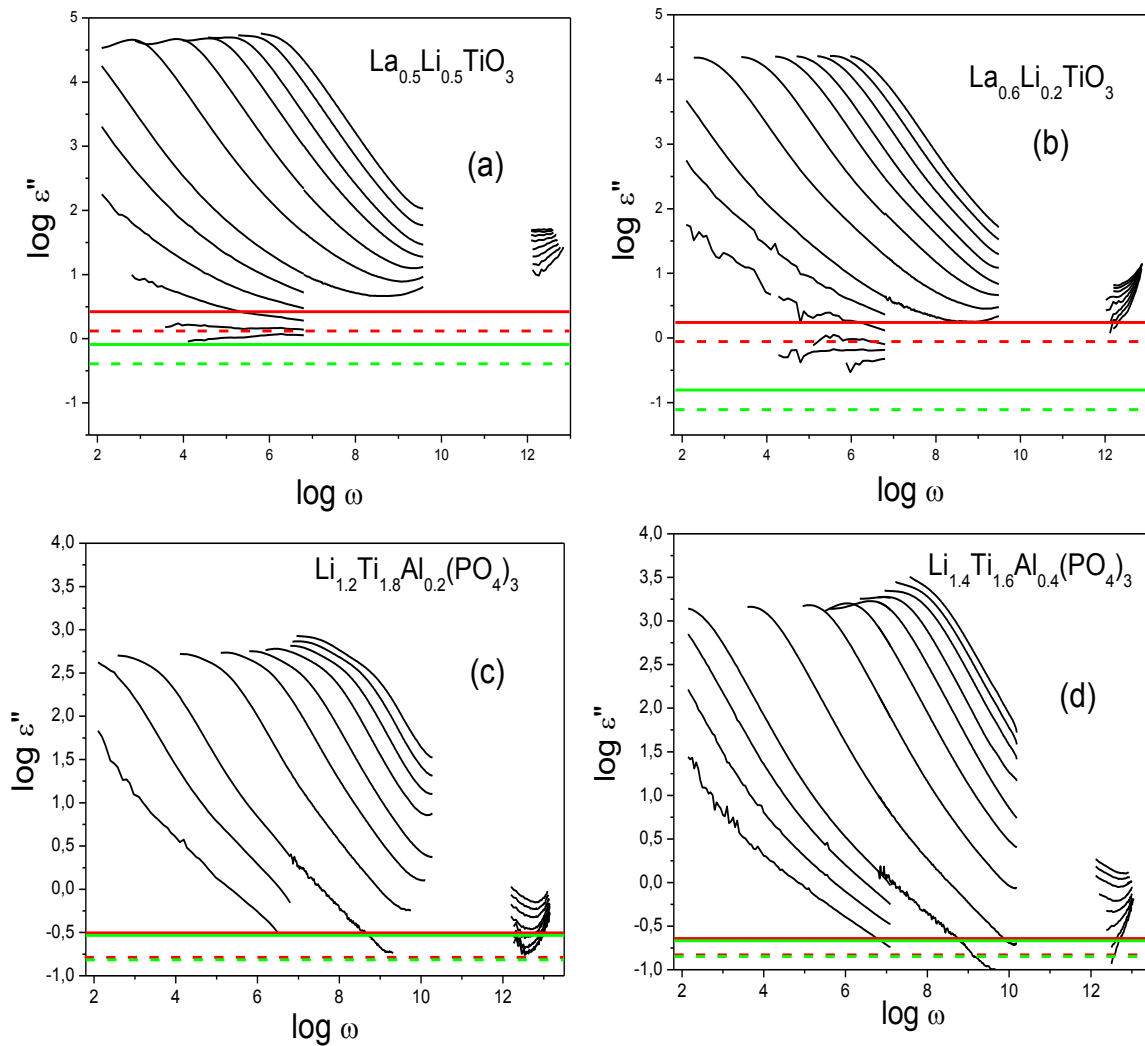 La0.5Li0.5TiO3
(a)
log ε"
5
4
3
2
1
0
-1
2 4 6 8 10 12
log ω
La0.6Li0.2TiO3
(b)
log ε"
5
4
3
2
1
0
-1
2 4 6 8 10 12
log ω
Li1.2Ti1.8Al0.2(PO4)3
(c)
log ε"
4,0
3,5
3,0
2,5
2,0
1,5
1,0
0,5
0,0
-0,5
-1,0
2 4 6 8 10 12
log ω
Li1.4Ti1.6Al0.4(PO4)3
(d)
log ε"
4,0
3,5
3,0
2,5
2,0
1,5
1,0
0,5
0,0
-0,5
-1,0
2 4 6 8 10 12
log ω